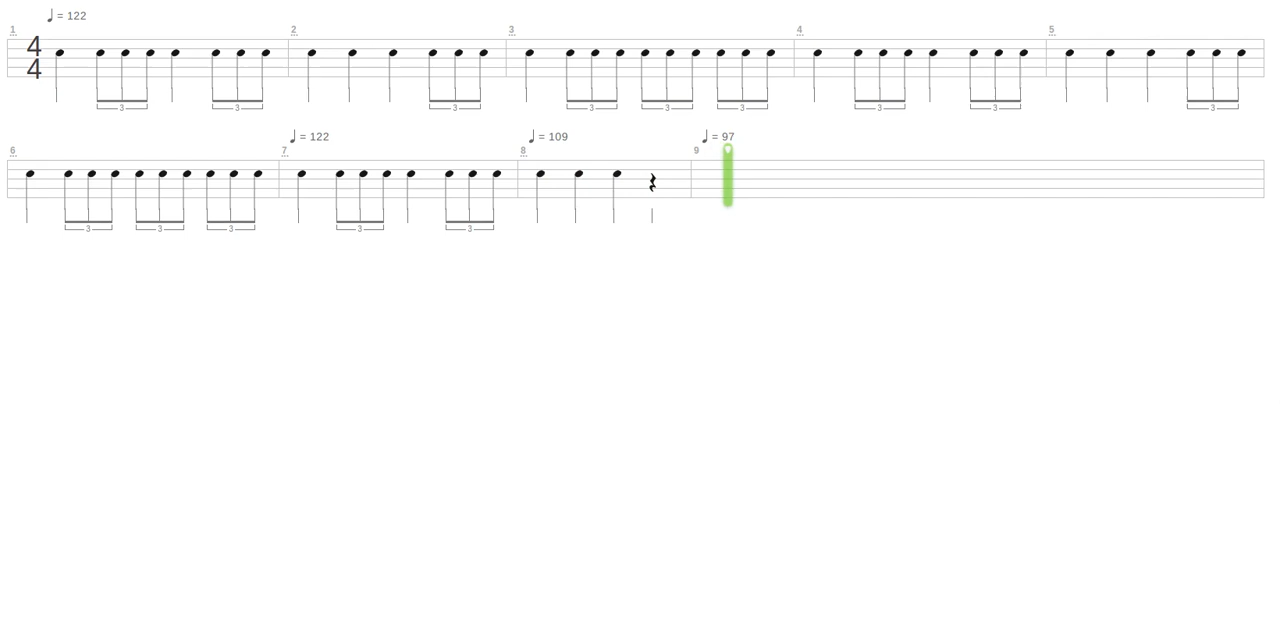 ♩ = 122
1 2 3 4 5
4
4
3 3 3 3 3 3 3 3 3
♩ = 122 ♩ = 109 ♩ = 97
6 7 8 9
3 3 3 3 3